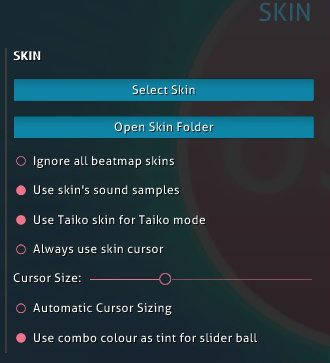 SKIN
SKIN
Select Skin
Open Skin Folder
Ignore all beatmap skins
Use skin's sound samples
Use Taiko skin for Taiko mode
Always use skin cursor
Cursor Size:
Automatic Cursor Sizing
Use combo colour as tint for slider ball